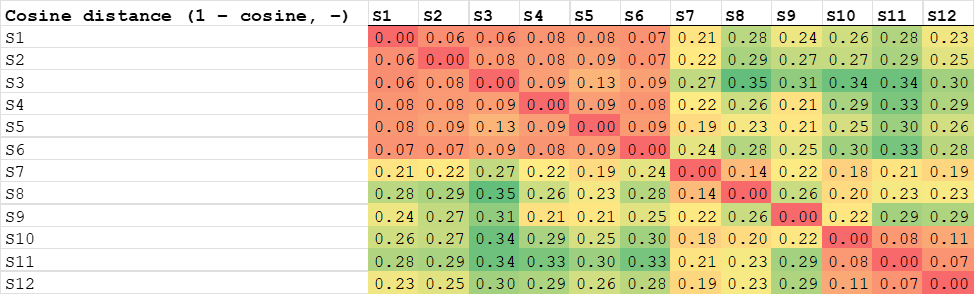 Cosine distance (1 - cosine, -) S1 S2 S3 S4 S5 S6 S7 S8 S9 S10 S11 S12
S1 0.00 0.06 0.06 0.08 0.08 0.07 0.21 0.28 0.24 0.26 0.28 0.23
S2 0.06 0.00 0.08 0.08 0.09 0.07 0.22 0.29 0.27 0.27 0.29 0.25
S3 0.06 0.08 0.00 0.09 0.13 0.09 0.27 0.35 0.31 0.34 0.34 0.30
S4 0.08 0.08 0.09 0.00 0.09 0.08 0.22 0.26 0.21 0.29 0.33 0.29
S5 0.08 0.09 0.13 0.09 0.00 0.09 0.19 0.23 0.21 0.25 0.30 0.26
S6 0.07 0.07 0.09 0.08 0.09 0.00 0.24 0.28 0.25 0.30 0.33 0.28
S7 0.21 0.22 0.27 0.22 0.19 0.24 0.00 0.14 0.22 0.18 0.21 0.19
S8 0.28 0.29 0.35 0.26 0.23 0.28 0.14 0.00 0.26 0.20 0.23 0.23
S9 0.24 0.27 0.31 0.21 0.21 0.25 0.22 0.26 0.00 0.22 0.29 0.29
S10 0.26 0.27 0.34 0.29 0.25 0.30 0.18 0.20 0.22 0.00 0.08 0.11
S11 0.28 0.29 0.34 0.33 0.30 0.33 0.21 0.23 0.29 0.08 0.00 0.07
S12 0.23 0.25 0.30 0.29 0.26 0.28 0.19 0.23 0.29 0.11 0.07 0.00